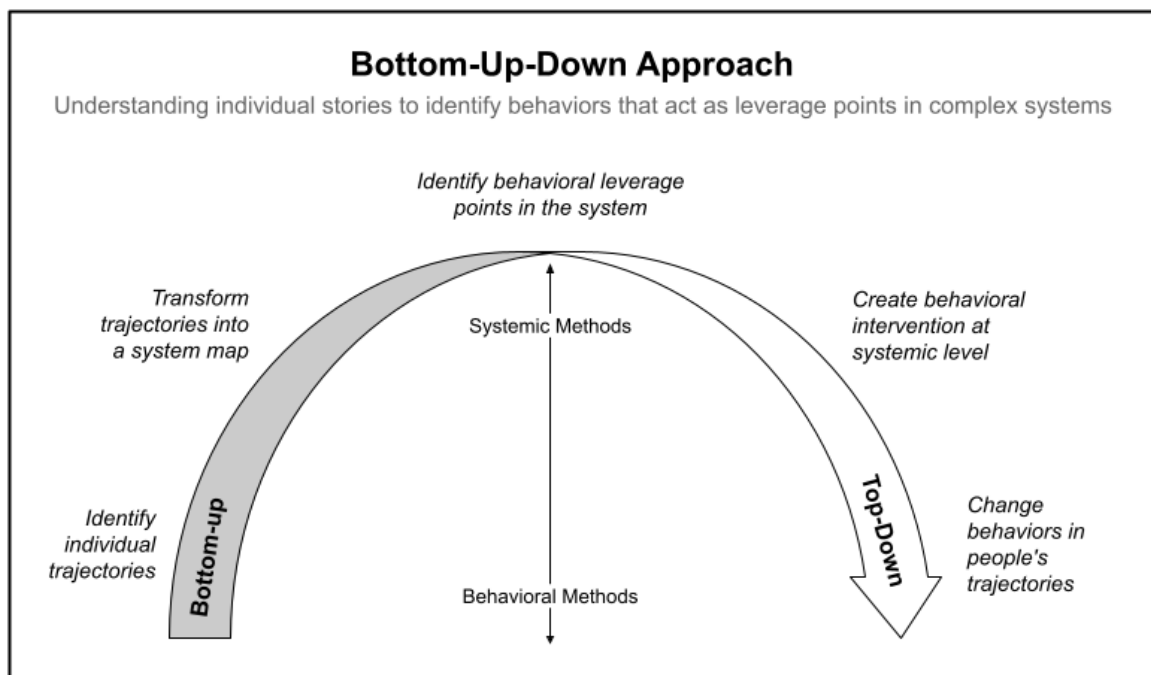 Bottom-Up-Down Approach
Understanding individual stories to identify behaviors that act as leverage points in complex systems
Identify behavioral leverage
points in the system
Transform
trajectories into
a system map
Systemic Methods
Create behavioral
intervention at
systemic level
Identify
individual
trajectories
Bottom-up
Behavioral Methods
Top-Down
Change
behaviors in
people's
trajectories